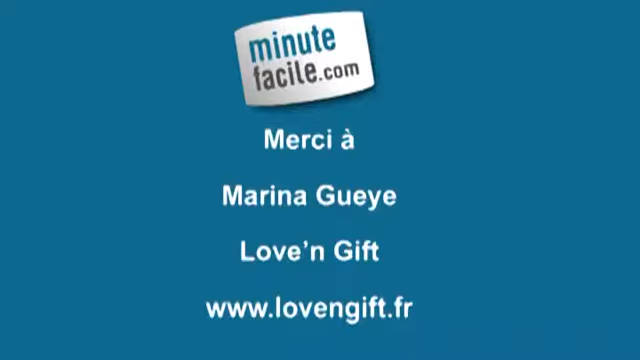 minute
facile.com
Merci à
Marina Gueye
Love’n Gift
www.lovengift.fr